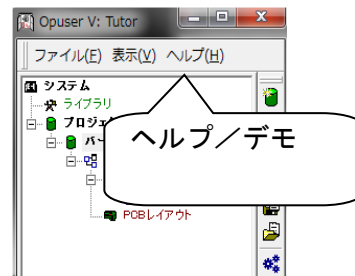 Opuser V: Tutor
ファイル(F) 表示(V) ヘルプ(H)
システム
ライブラリ
プロジェ
バー
ヘルプ／デモ
PCBレイアウト